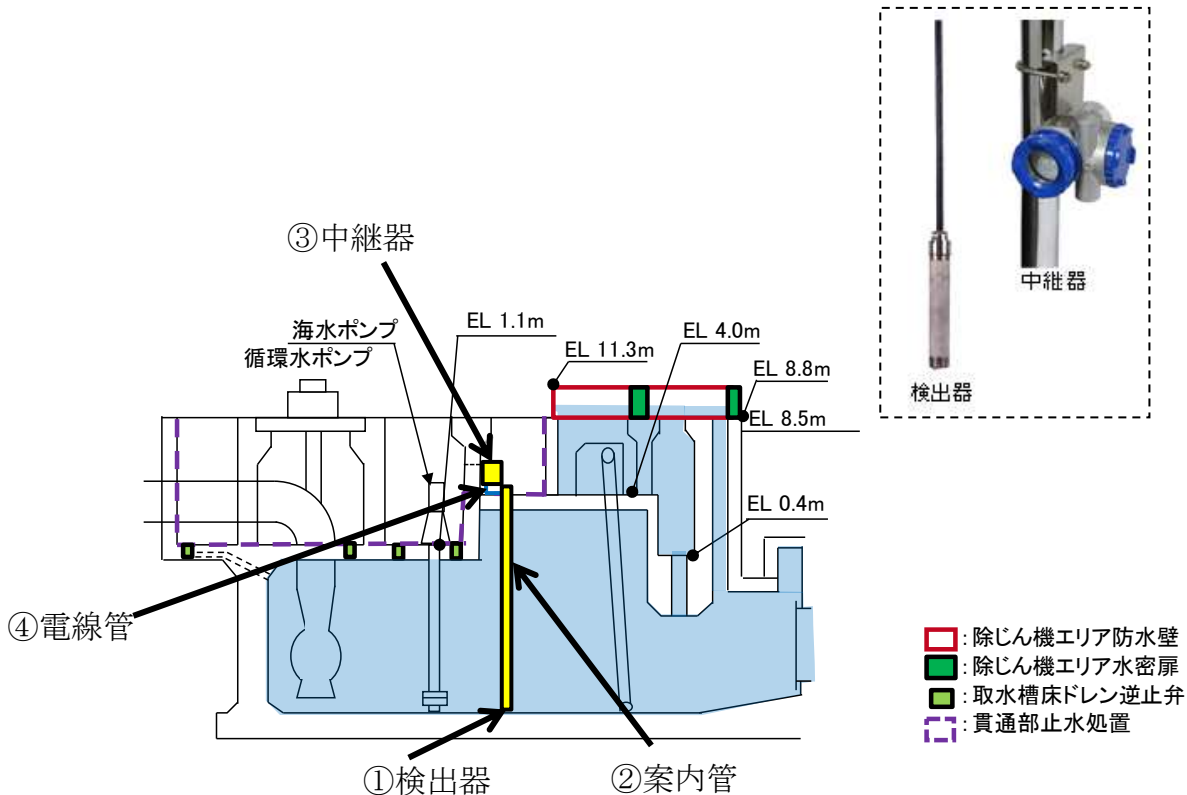 中継器
検出器
③中継器
海水ポンプ
循環水ポンプ
EL 1.1m
EL 4.0m
EL 11.3m
EL 8.8m
EL 8.5m
EL 0.4m
④電線管
:除じん機エリア防水壁
:除じん機エリア水密扉
:取水槽床ドレン逆止弁
:貫通部止水処置
①検出器
②案内管